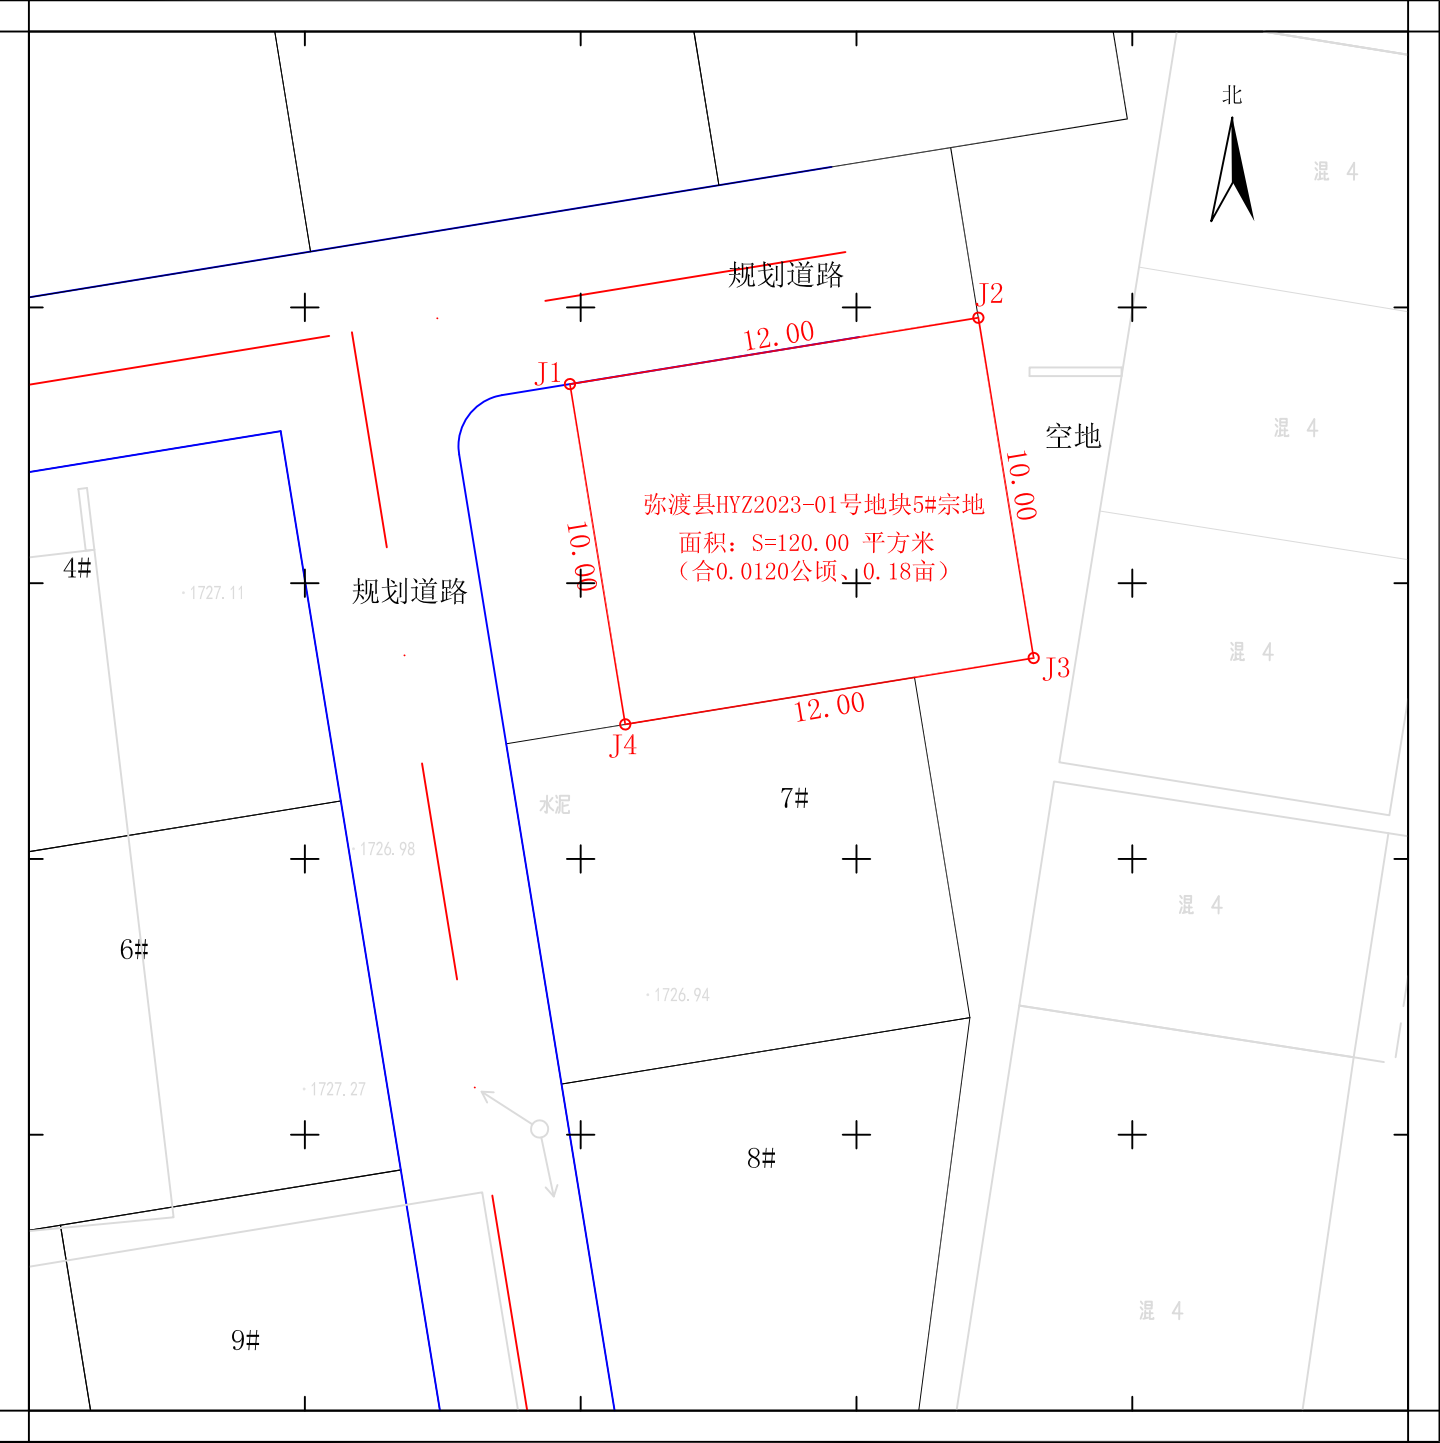 北
混 4
规划道路
J2
12.00
J1
混 4
空地
10.00
弥渡县HYZ2023-01号地块5#宗地
面积：S=120.00 平方米
（合0.0120公顷、0.18亩）
10.00
4#
·1727.11
规划道路
混 4
J3
12.00
J4
水泥
7#
·1726.98
混 4
6#
·1726.94
·1727.27
8#
混 4
9#